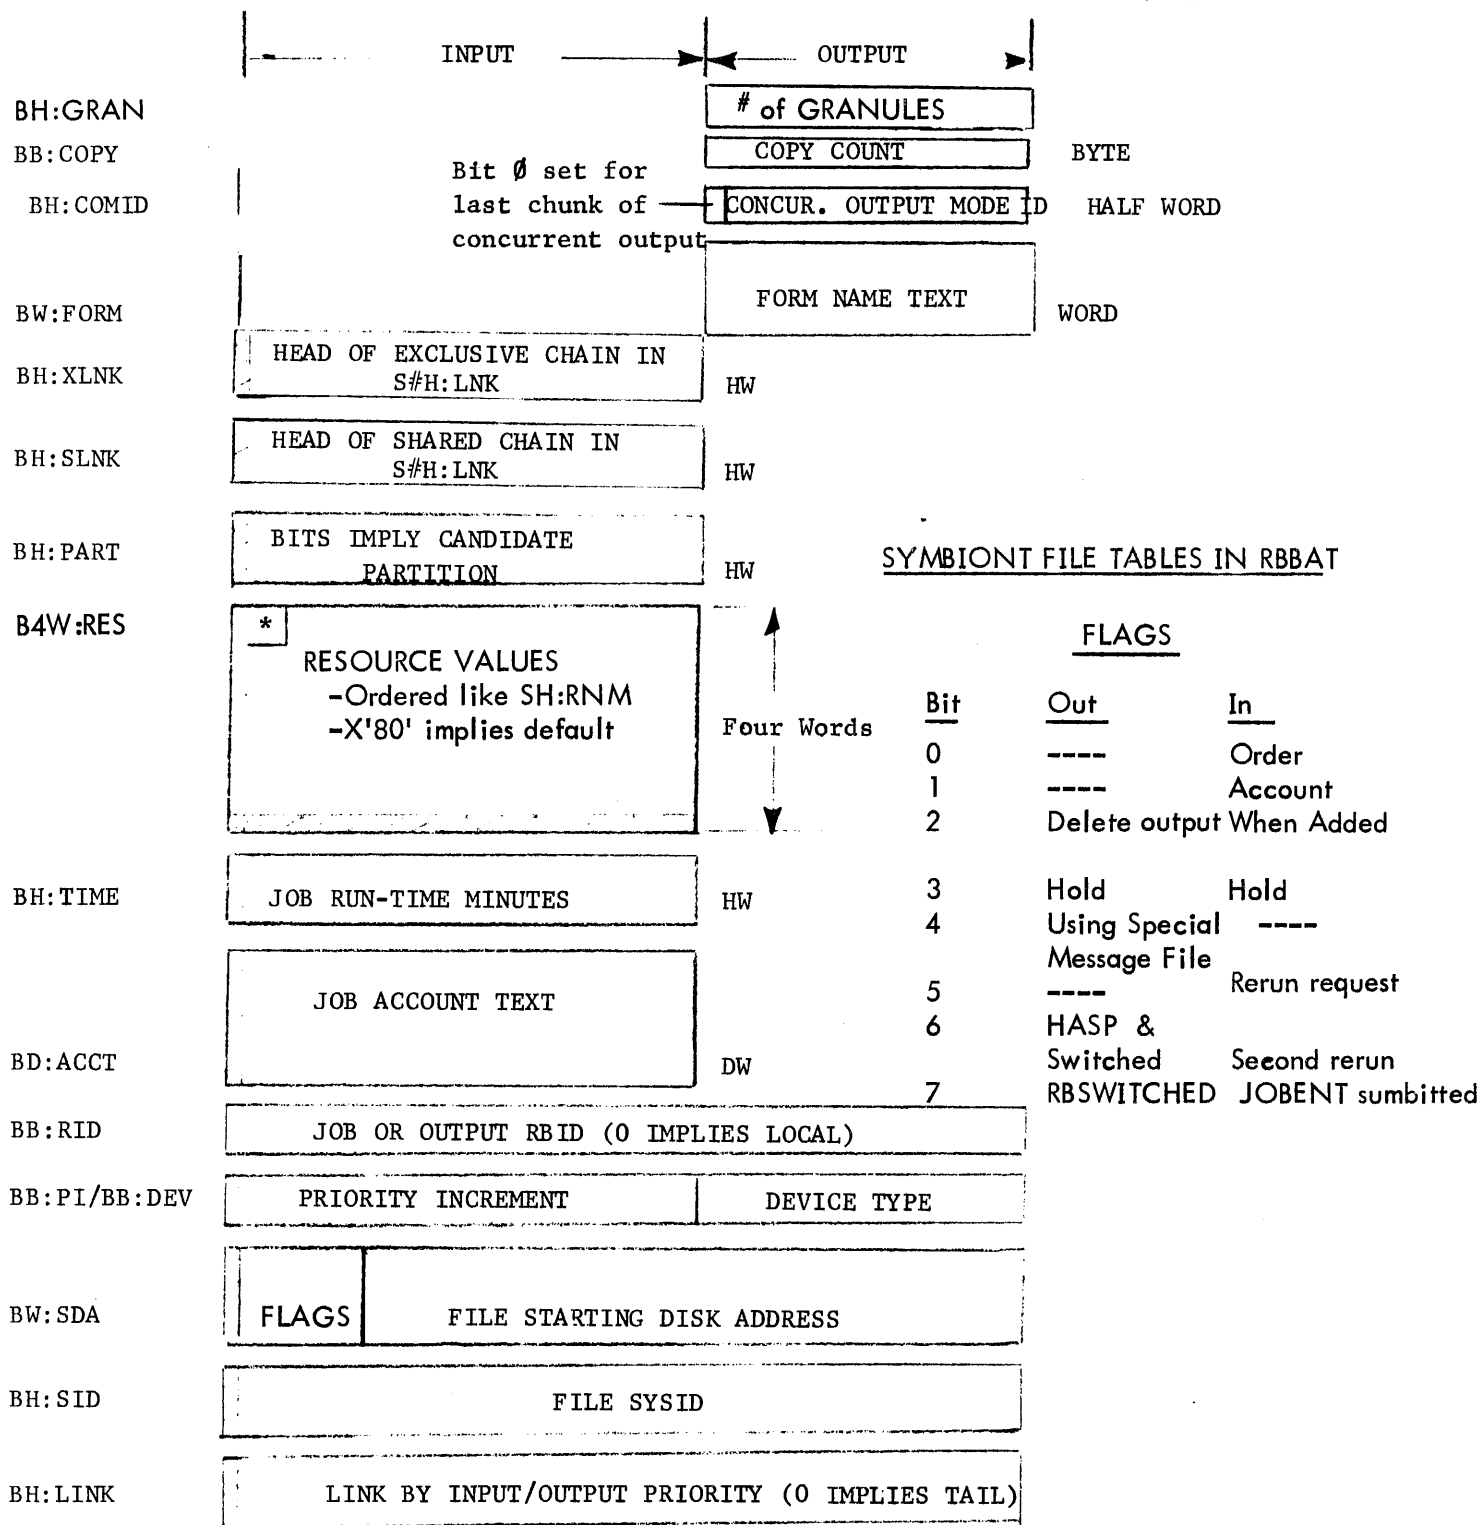 INPUT OUTPUT
BH:GRAN # of GRANULES
BB:COPY COPY COUNT BYTE
Bit Ø set for
BH:COMID last chunk of CONCUR. OUTPUT MODE ID HALF WORD
concurrent output
BW:FORM FORM NAME TEXT WORD
HEAD OF EXCLUSIVE CHAIN IN
BH:XLNK S#H:LNK HW
HEAD OF SHARED CHAIN IN
BH:SLNK S#H:LNK HW
BH:PART BITS IMPLY CANDIDATE
PARTITION HW
SYMBIONT FILE TABLES IN RBBAT
B4W:RES *
RESOURCE VALUES
-Ordered like SH:RNM
-X'80' implies default
Four Words
FLAGS
Bit Out In
0 ---- Order
1 ---- Account
2 Delete output When Added
3 Hold Hold
4 Using Special ----
Message File
5 ---- Rerun request
6 HASP &
Switched Second rerun
7 RBSWITCHED JOBENT sumbitted
BH:TIME JOB RUN-TIME MINUTES HW
JOB ACCOUNT TEXT
BD:ACCT DW
BB:RID JOB OR OUTPUT RBID (0 IMPLIES LOCAL)
BB:PI/BB:DEV PRIORITY INCREMENT DEVICE TYPE
BW:SDA FLAGS FILE STARTING DISK ADDRESS
BH:SID FILE SYSID
BH:LINK LINK BY INPUT/OUTPUT PRIORITY (0 IMPLIES TAIL)